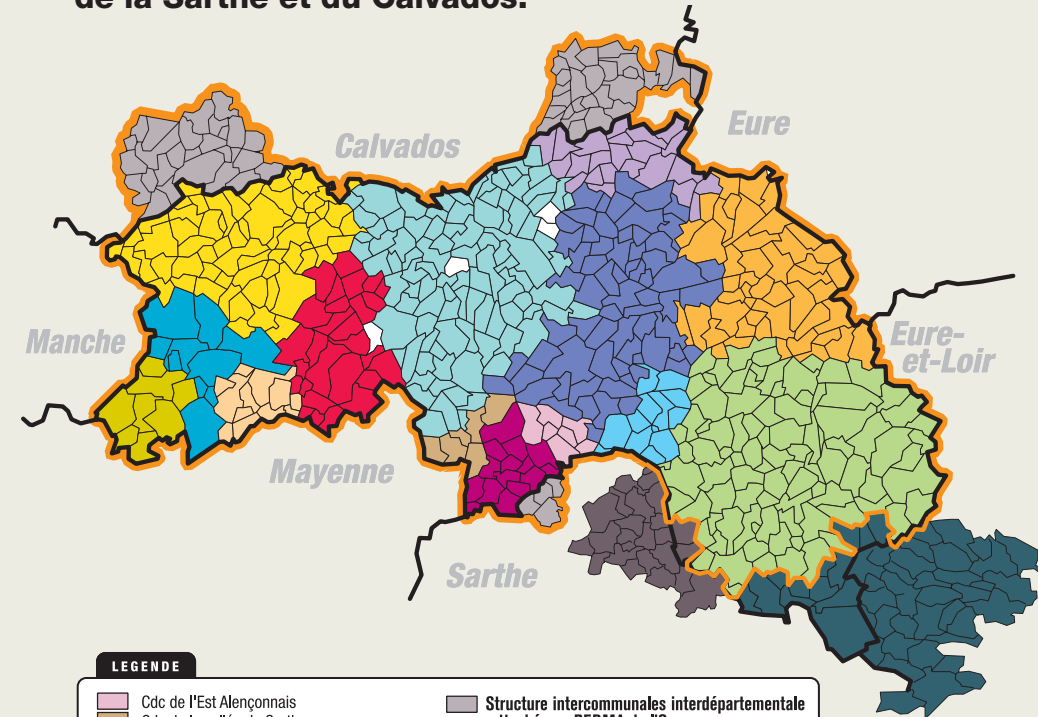 de la Sarthe et du Calvados.
Calvados
Eure
Manche
Eure-
et-Loir
Mayenne
Sarthe
LEGENDE
Cdc de l'Est Alençonnais
Structure intercommunales interdépartementale